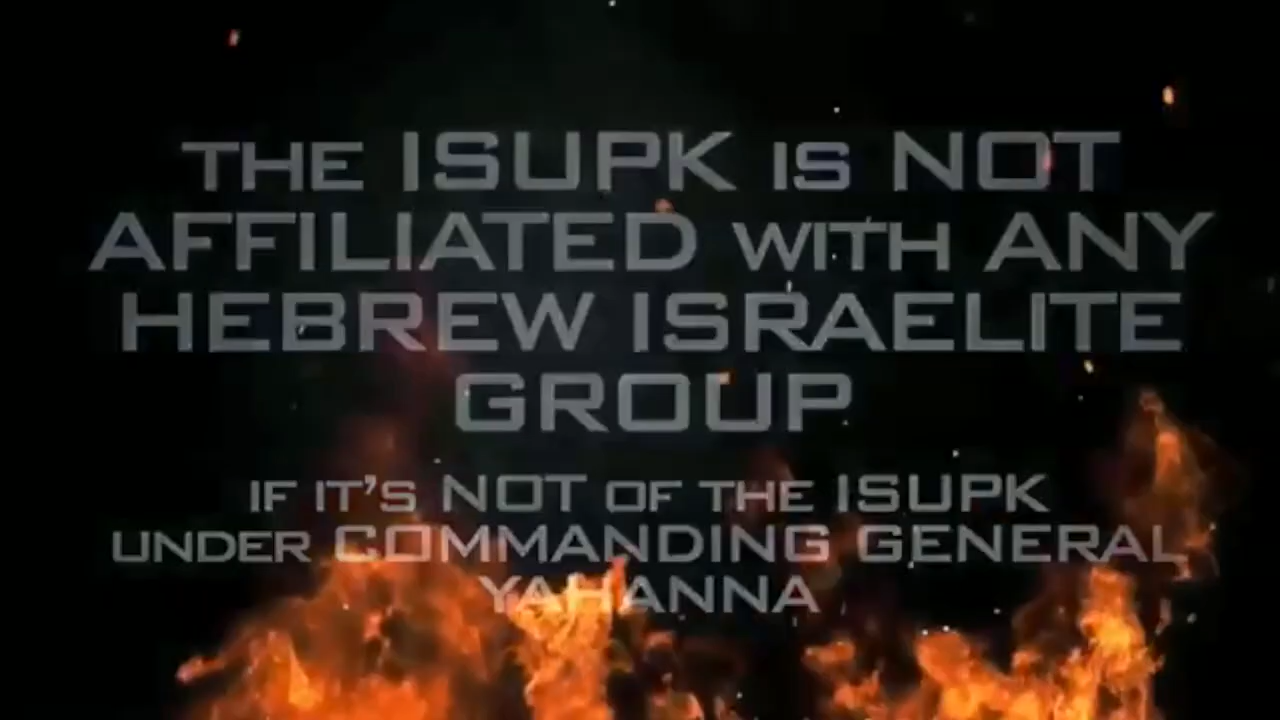 THE ISUPK IS NOT
AFFILIATED WITH ANY
HEBREW ISRAELITE
GROUP
IF IT'S NOT OF THE ISUPK
UNDER COMMANDING GENERAL
YAHANNA